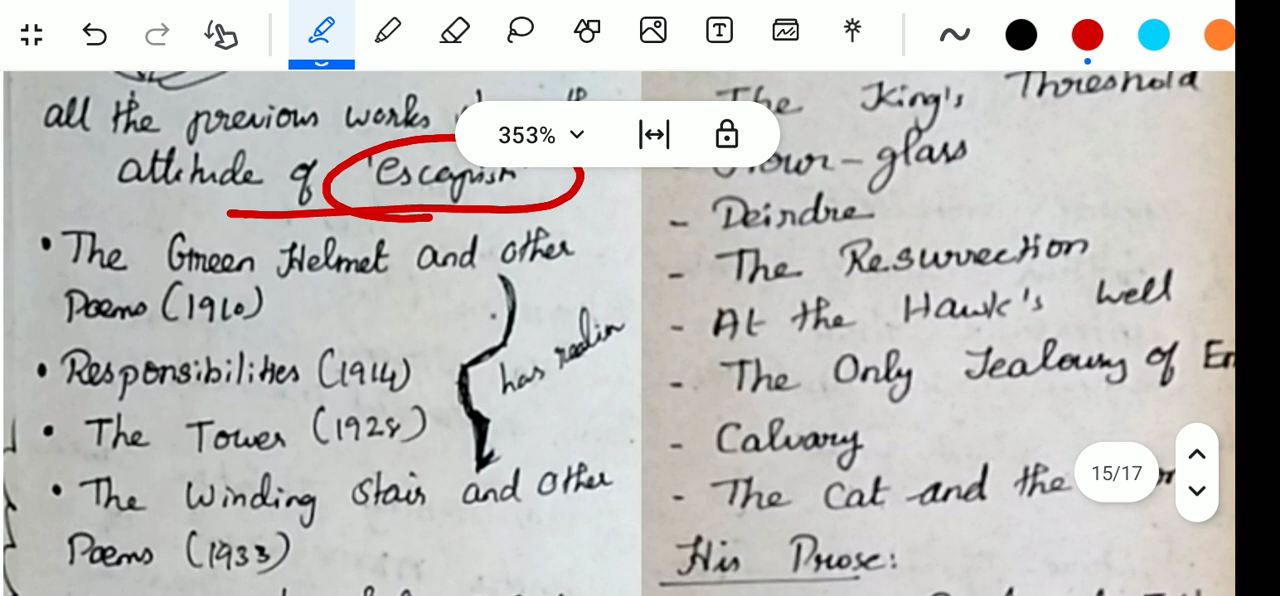 353%
all the previous works
attitude of 'escapism'
• The Green Helmet and other
Poems (1910)
• Responsibilities (1914)
has
• The Tower (1928)
• The Winding Stair and Other
Poems (1933)
The King's Threshold
glass
- Deirdre
- The Resurrection
- At the Hawk's Well
- The Only Jealousy of
- Calvary
- The Cat and the
His Prose:
15/17
T